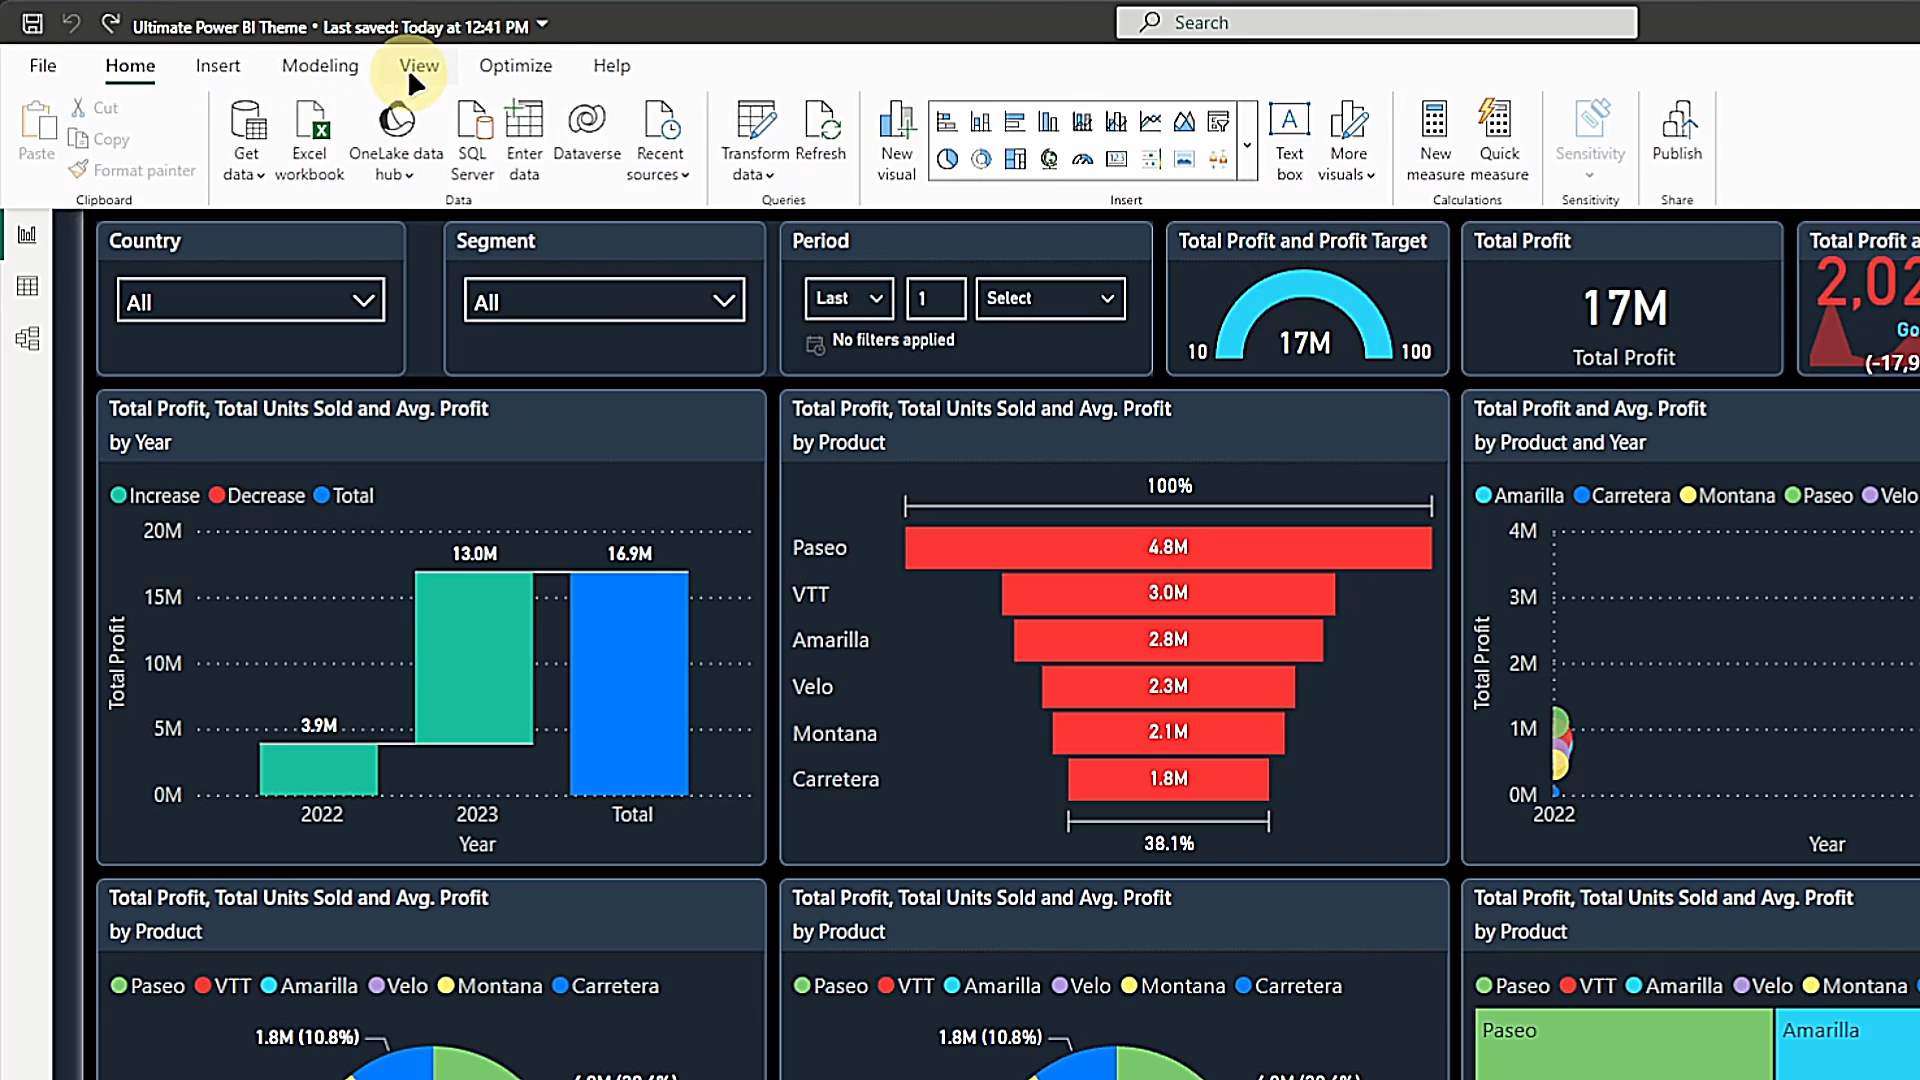 Ultimate Power BI Theme • Last saved: Today at 12:41 PM
Search
File
Home
Insert
Modeling
View
Optimize
Help
Paste
Cut
Copy
Format painter
Clipboard
Get data
Excel workbook
OneLake data hub
SQL Server
Enter data
Dataverse
Recent sources
Data
Transform data
Refresh
Queries
New visual
Text box
More visuals
Insert
New measure
Quick measure
Calculations
Sensitivity
Sensitivity
Publish
Share
Country
All
Segment
All
Period
Last
1
Select
No filters applied
Total Profit and Profit Target
10
17M
100
Total Profit
17M
Total Profit
Total Profit
2,02
Go
(-17,9
Total Profit, Total Units Sold and Avg. Profit
by Year
Increase
Decrease
Total
Total Profit
20M
15M
10M
5M
0M
3.9M
13.0M
16.9M
2022
2023
Total
Year
Total Profit, Total Units Sold and Avg. Profit
by Product
100%
Paseo
4.8M
VTT
3.0M
Amarilla
2.8M
Velo
2.3M
Montana
2.1M
Carretera
1.8M
38.1%
Total Profit and Avg. Profit
by Product and Year
Amarilla
Carretera
Montana
Paseo
Velo
Total Profit
4M
3M
2M
1M
0M
2022
Year
Total Profit, Total Units Sold and Avg. Profit
by Product
Paseo
VTT
Amarilla
Velo
Montana
Carretera
1.8M (10.8%)
Total Profit, Total Units Sold and Avg. Profit
by Product
Paseo
VTT
Amarilla
Velo
Montana
Carretera
1.8M (10.8%)
Total Profit, Total Units Sold and Avg. Profit
by Product
Paseo
VTT
Amarilla
Velo
Montana
Paseo
Amarilla